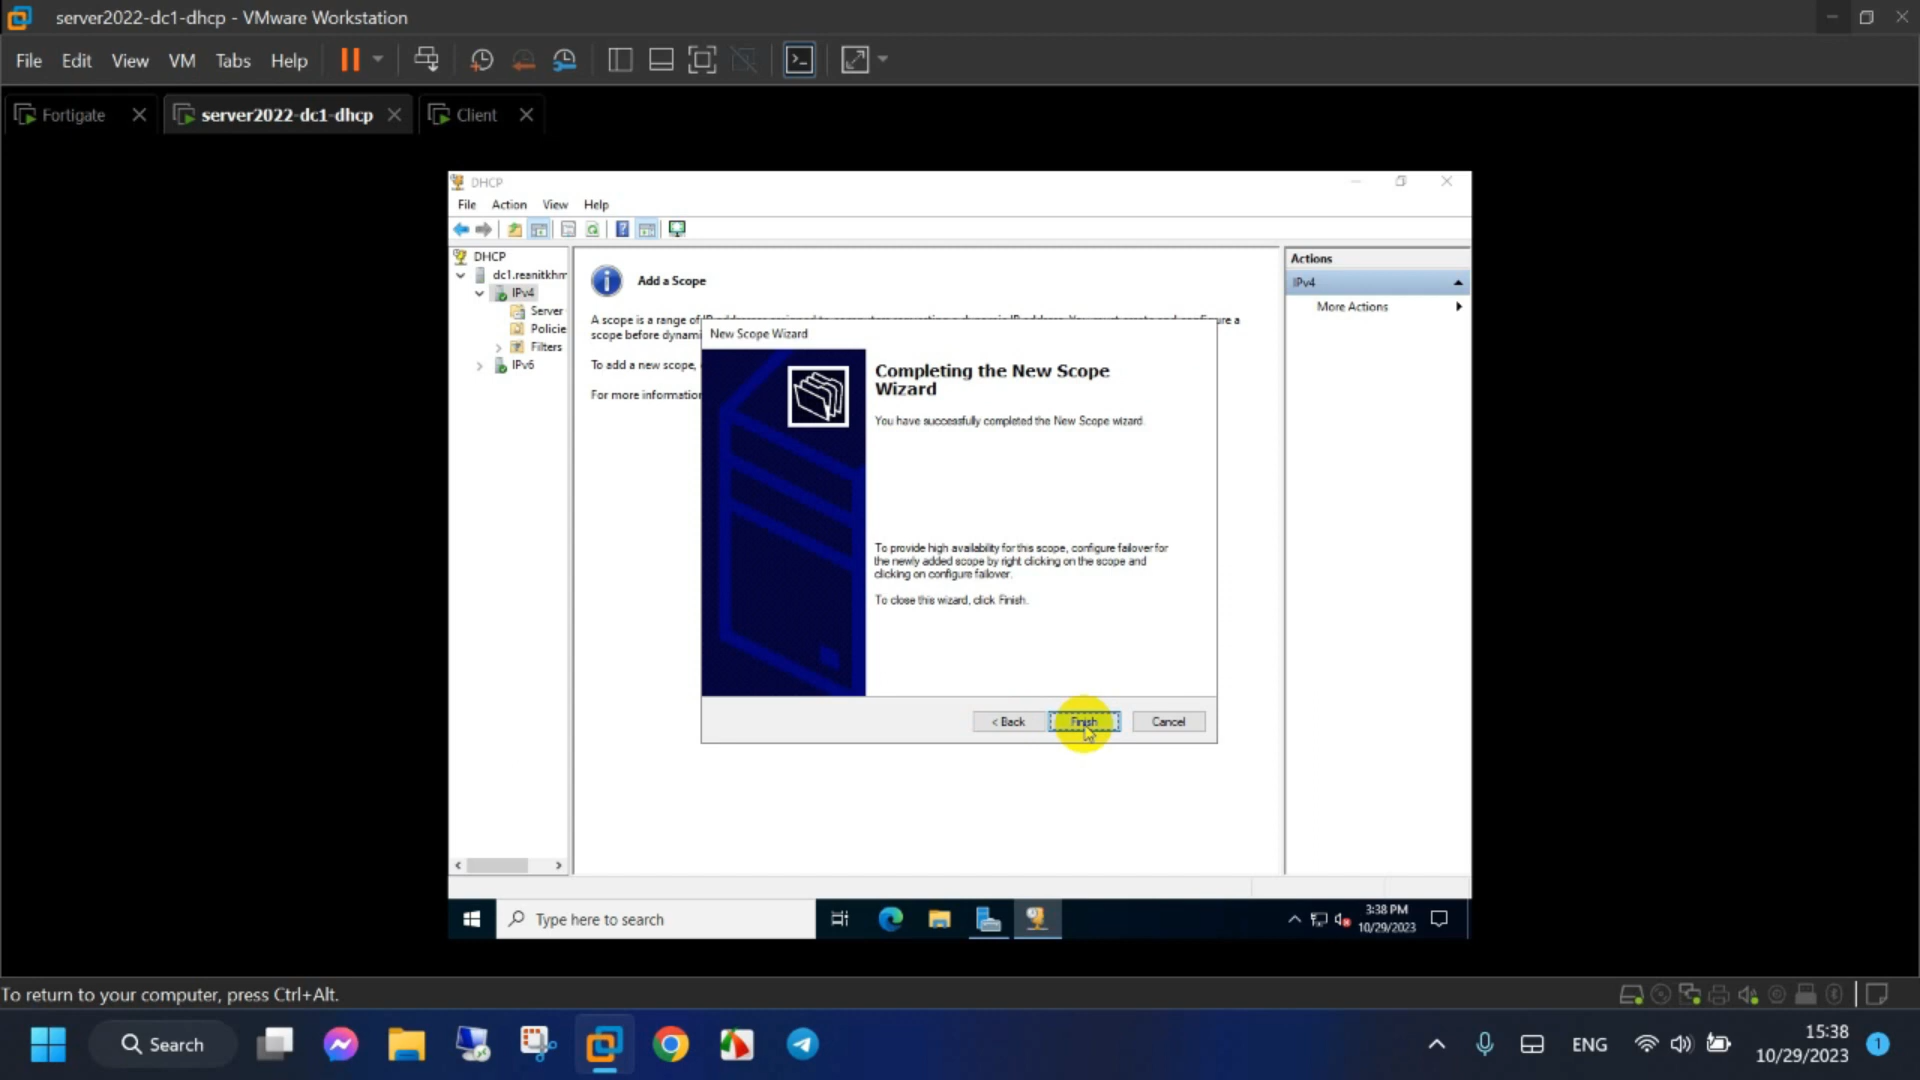 server2022-dc1-dhcp - VMware Workstation
File Edit View VM Tabs Help
Fortigate server2022-dc1-dhcp Client
DHCP
File Action View Help
DHCP
dc1.reanitkhm
IPv4
Server
Policie
Filters
IPv6
Add a Scope
A scope is a range of
ure a
scope before dynami
To add a new scope,
For more information
Actions
IPv4
More Actions
New Scope Wizard
Completing the New Scope
Wizard
You have successfully completed the New Scope wizard.
To provide high availability for this scope, configure failover for
the newly added scope by right clicking on the scope and
clicking on configure failover.
To close this wizard, click Finish.
< Back Finish Cancel
Type here to search
3:38 PM
10/29/2023
To return to your computer, press Ctrl+Alt.
Search
ENG
15:38
10/29/2023
1